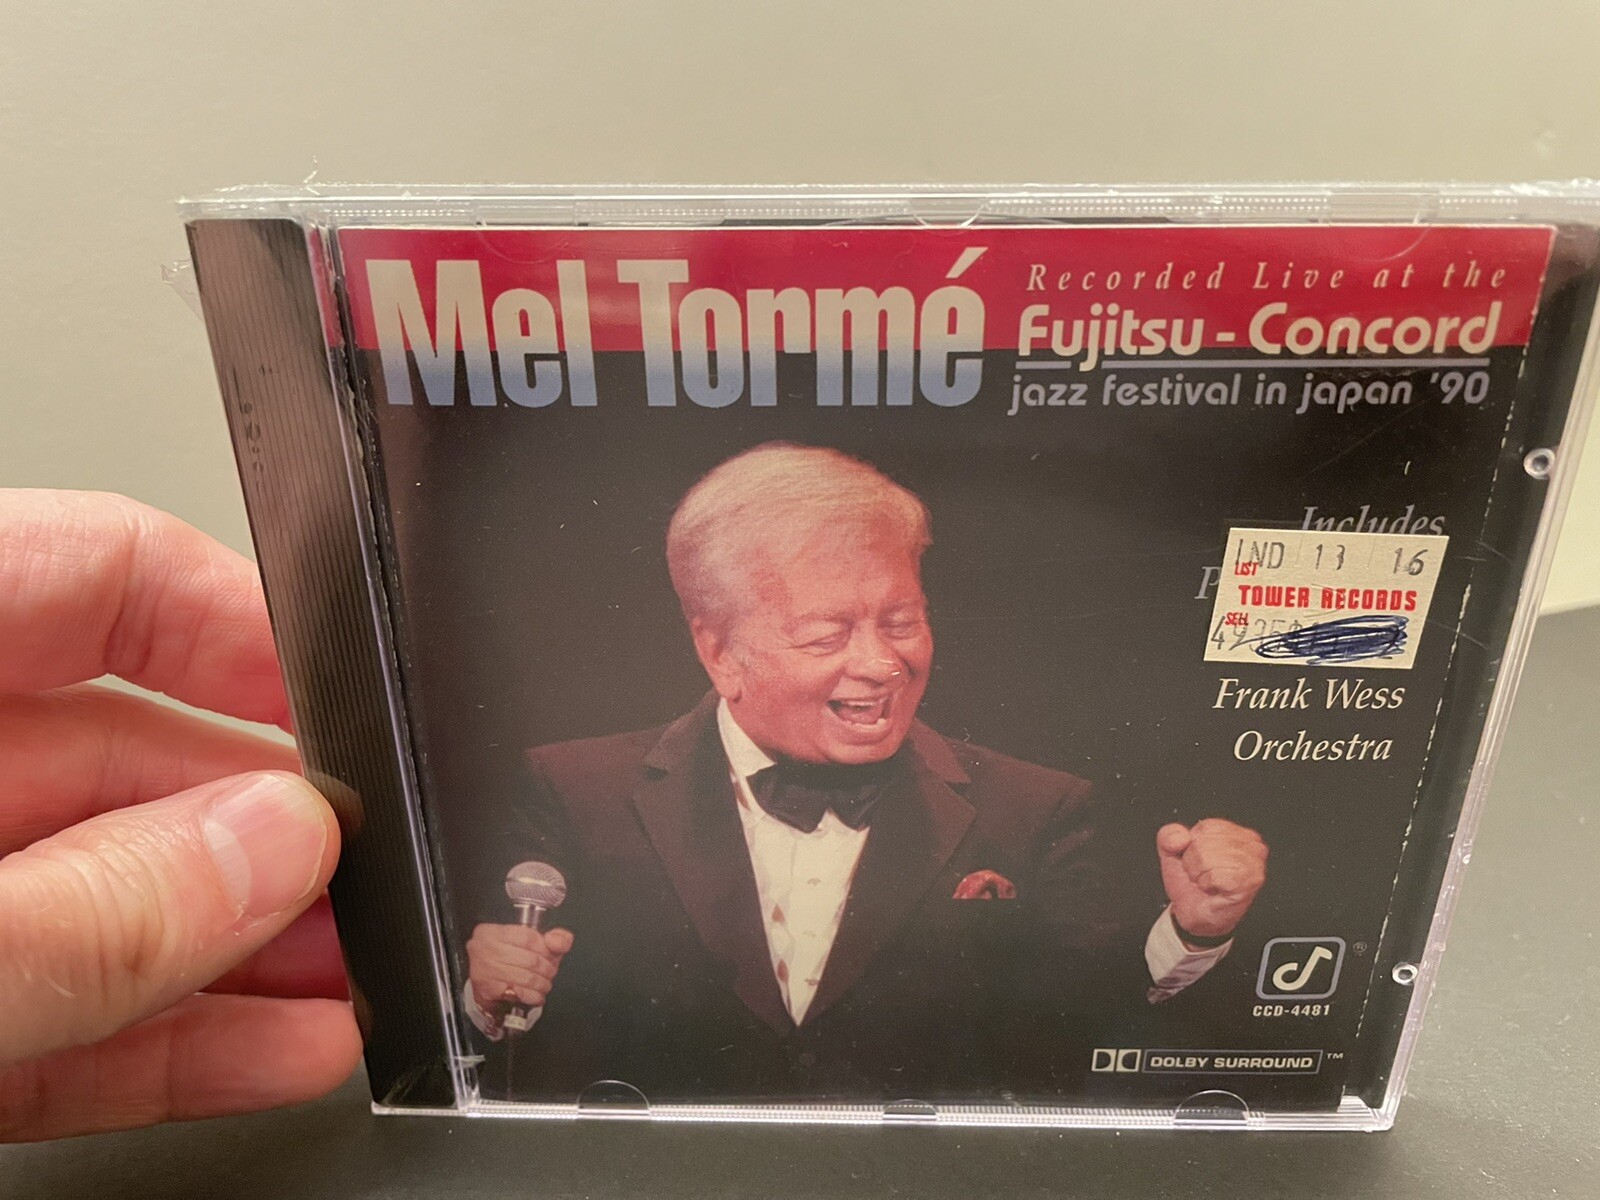 Mel Tormé
Recorded Live at the
Fujitsu - Concord
jazz festival in japan '90
Includes
LND 13 16
LIST
TOWER RECORDS
SELL
Frank Wess
Orchestra
CCD-4481
DOLBY SURROUND ™